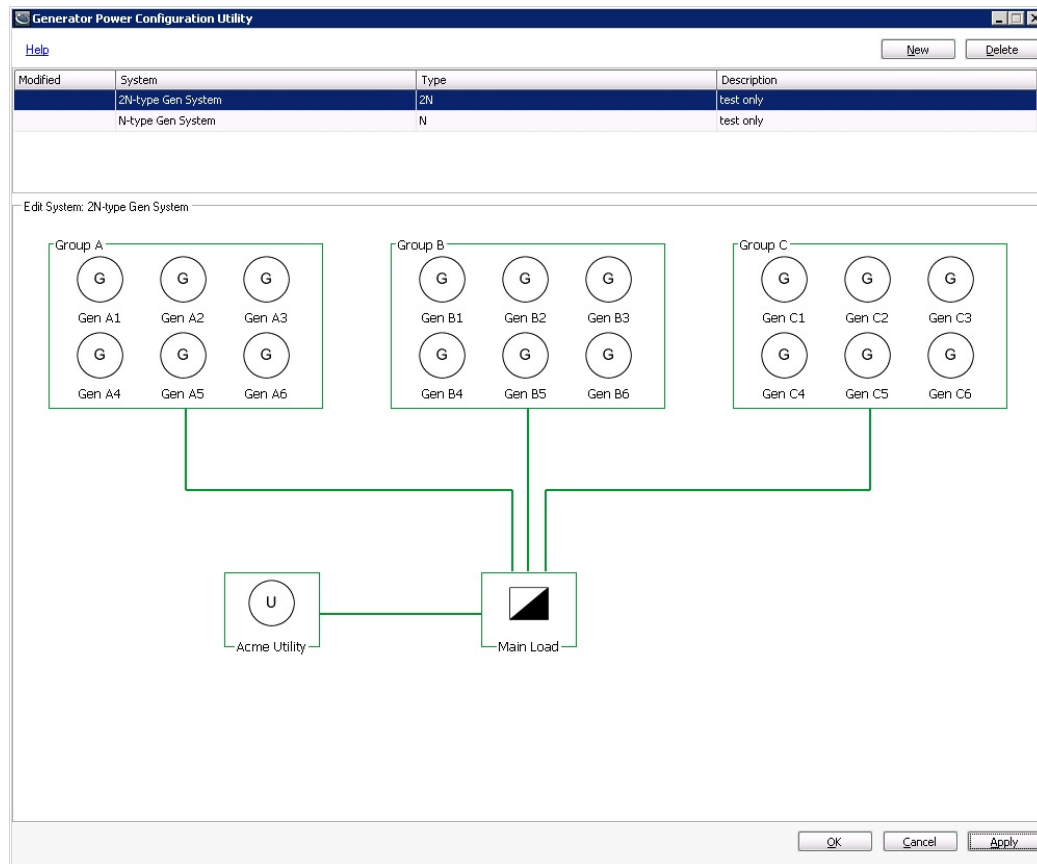 Generator Power Configuration Utility
Help New Delete
Modified System Type Description
2N-type Gen System 2N test only
N-type Gen System N test only
Edit System: 2N-type Gen System
Group A Group B Group C
G G G G G G G G G
Gen A1 Gen A2 Gen A3 Gen B1 Gen B2 Gen B3 Gen C1 Gen C2 Gen C3
G G G G G G G G G
Gen A4 Gen A5 Gen A6 Gen B4 Gen B5 Gen B6 Gen C4 Gen C5 Gen C6
U
Acme Utility Main Load
OK Cancel Apply